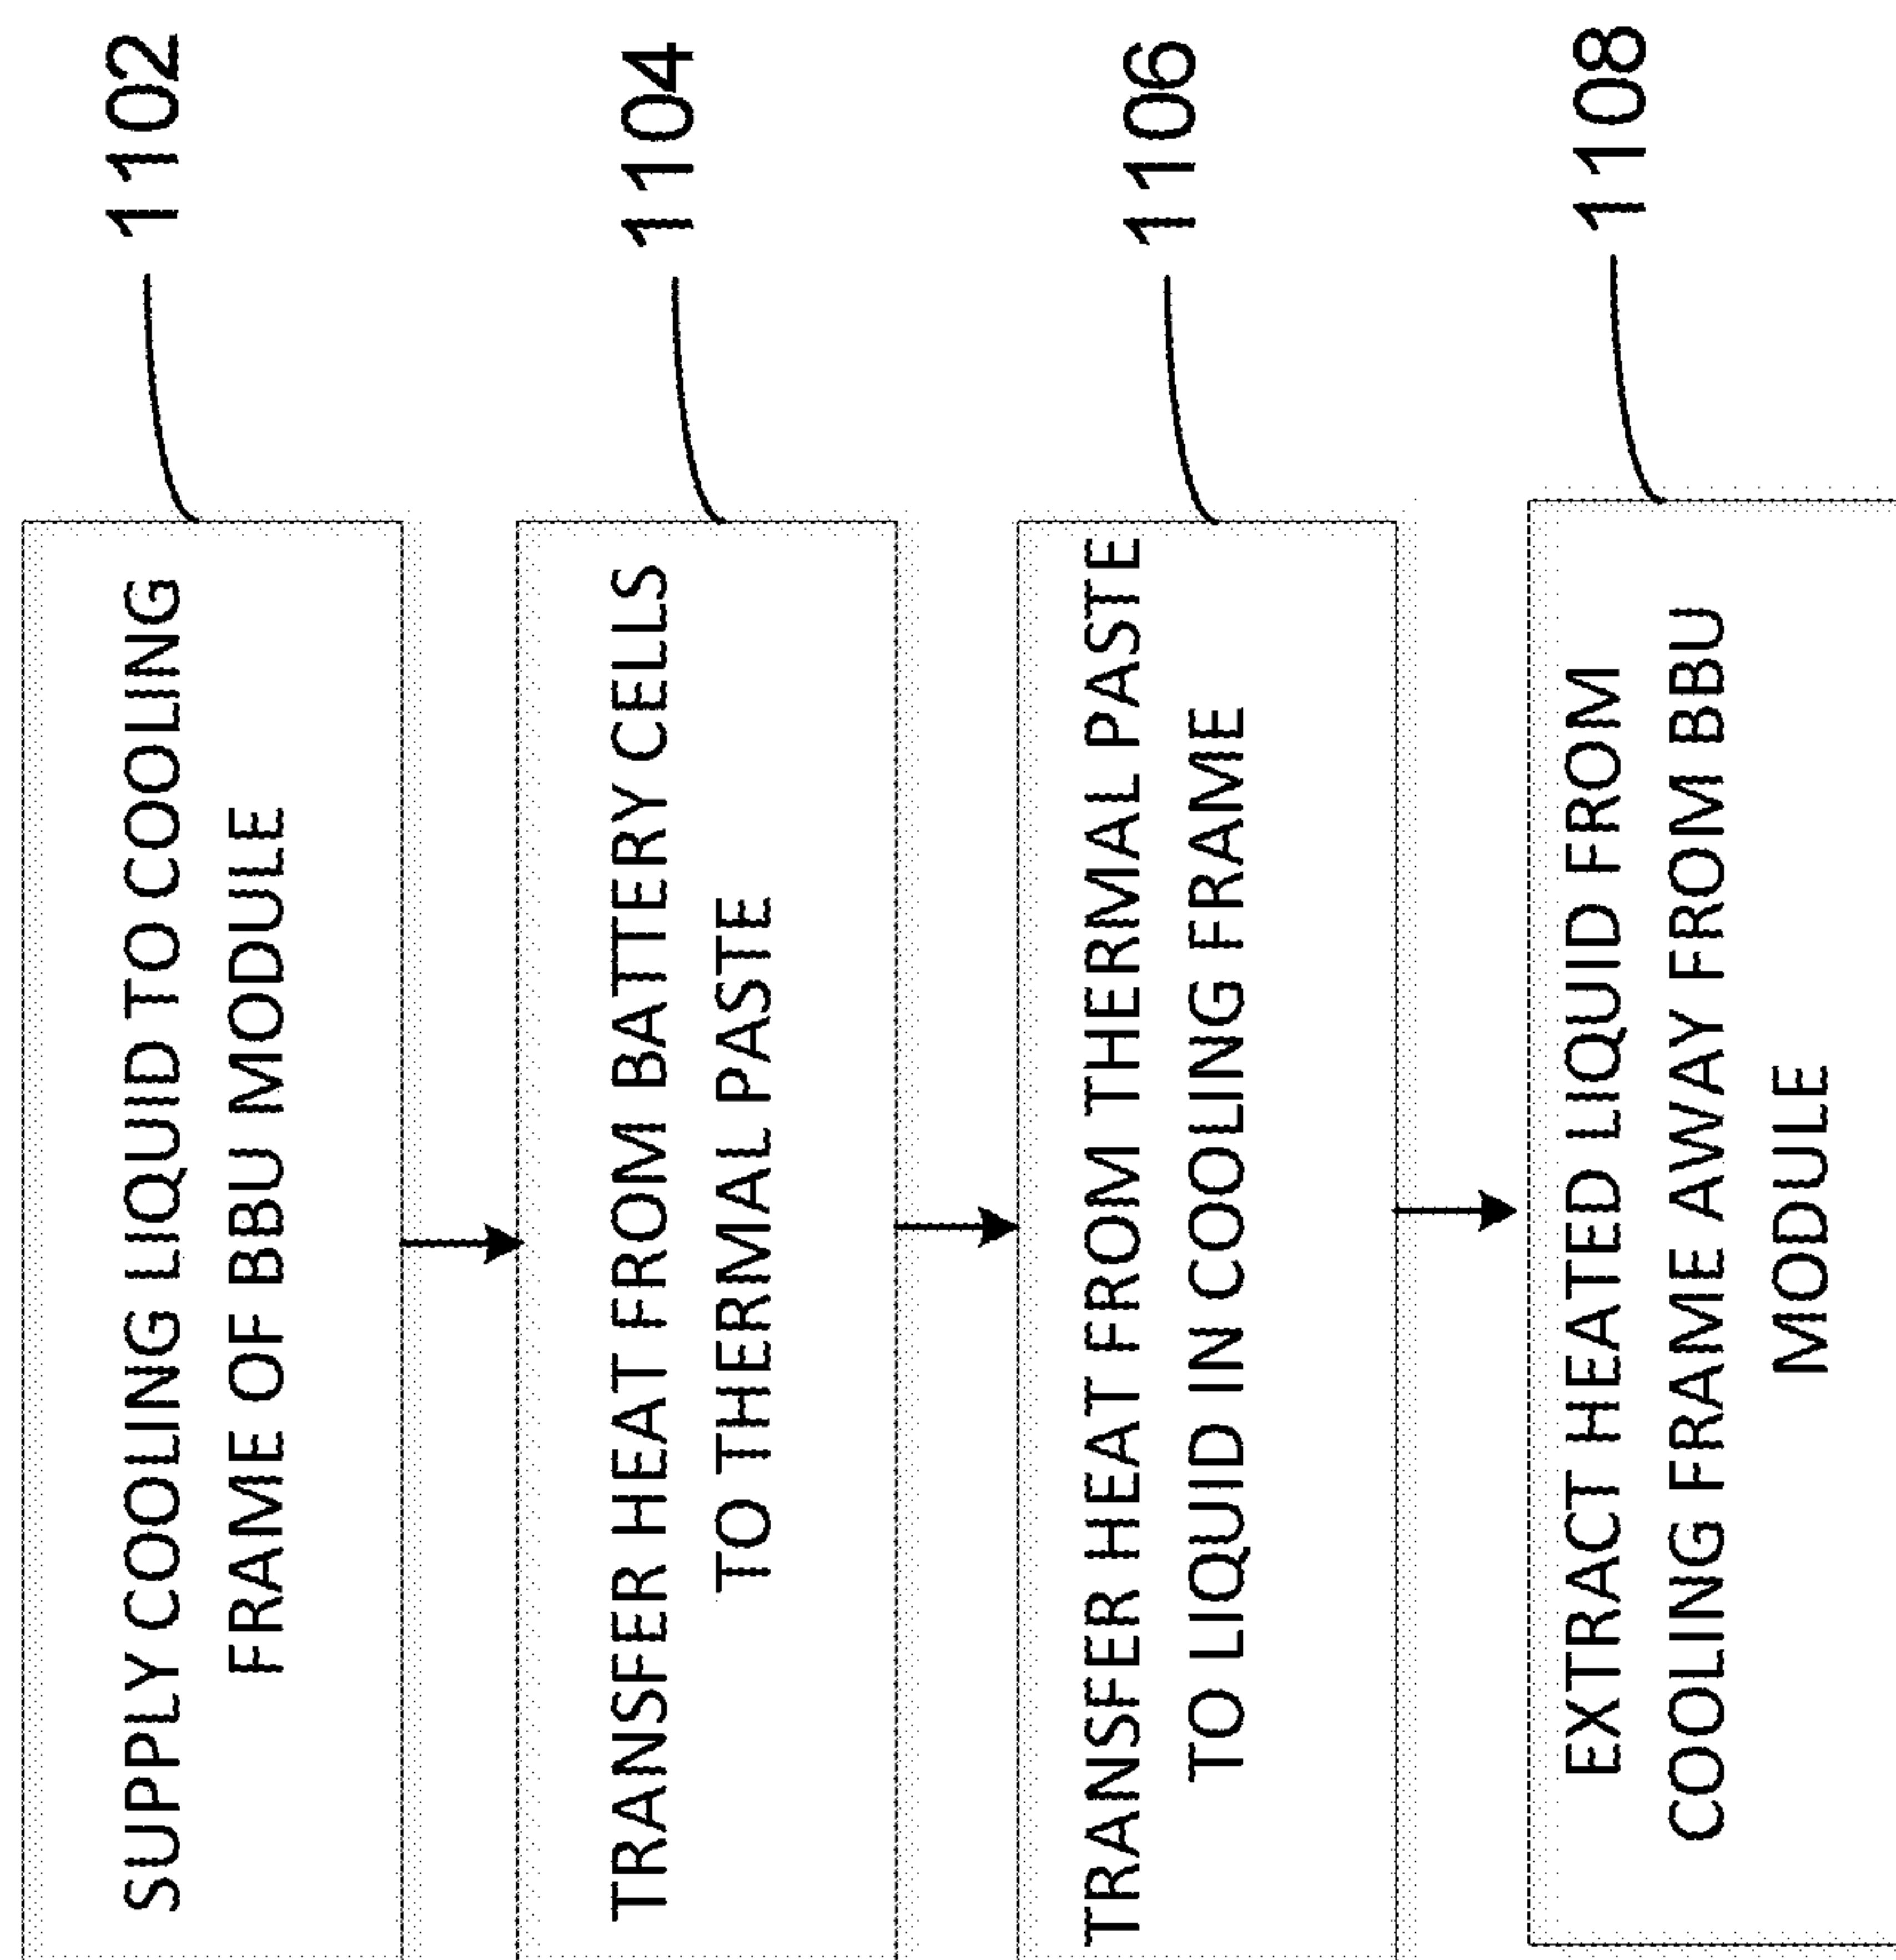 1102
SUPPLY COOLING LIQUID TO COOLING
FRAME OF BBU MODULE
1104
TRANSFER HEAT FROM BATTERY CELLS
TO THERMAL PASTE
1106
TRANSFER HEAT FROM THERMAL PASTE
TO LIQUID IN COOLING FRAME
1108
EXTRACT HEATED LIQUID FROM
COOLING FRAME AWAY FROM BBU
MODULE